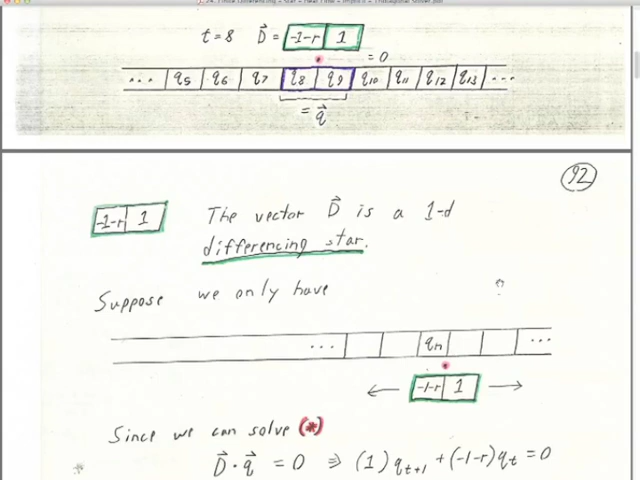 t=8 D⃗ = -1-r 1
= 0
... q5 q6 q7 q8 q9 q10 q11 q12 q13 ...
= q⃗
92
-1-r 1 The vector D⃗ is a 1-d
differencing star.
Suppose we only have
... qn ...
← -1-r 1 →
Since we can solve (*)
D⃗ · q⃗ = 0 ⇒ (1) q_{t+1} + (-1-r) q_t = 0